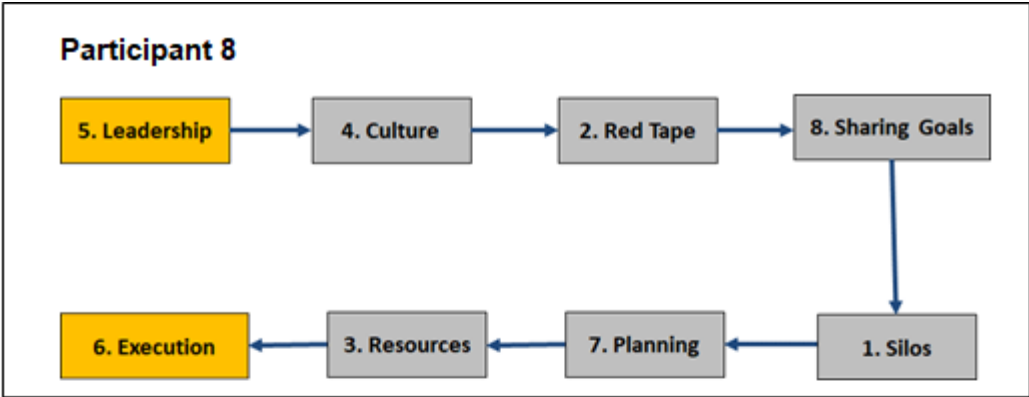 Participant 8
5. Leadership
4. Culture
2. Red Tape
8. Sharing Goals
6. Execution
3. Resources
7. Planning
1. Silos